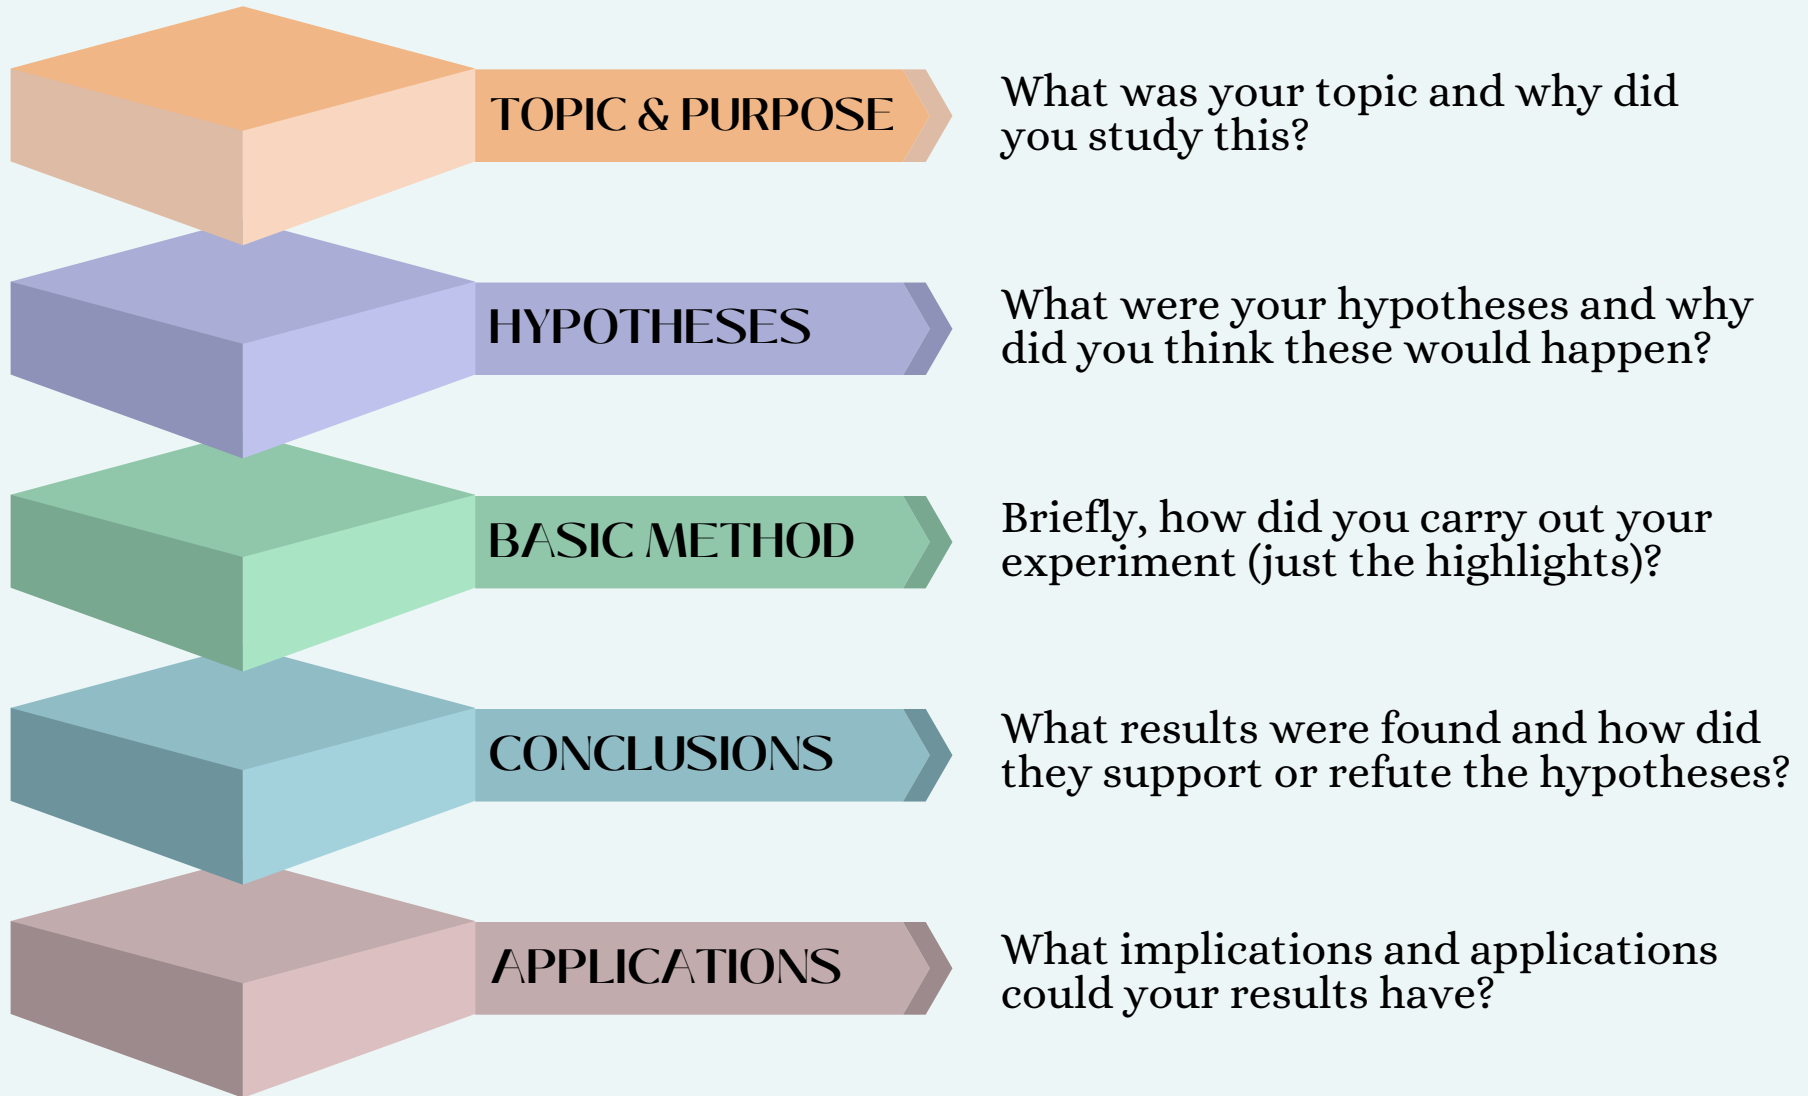 TOPIC & PURPOSE
What was your topic and why did
you study this?
HYPOTHESES
What were your hypotheses and why
did you think these would happen?
BASIC METHOD
Briefly, how did you carry out your
experiment (just the highlights)?
CONCLUSIONS
What results were found and how did
they support or refute the hypotheses?
APPLICATIONS
What implications and applications
could your results have?